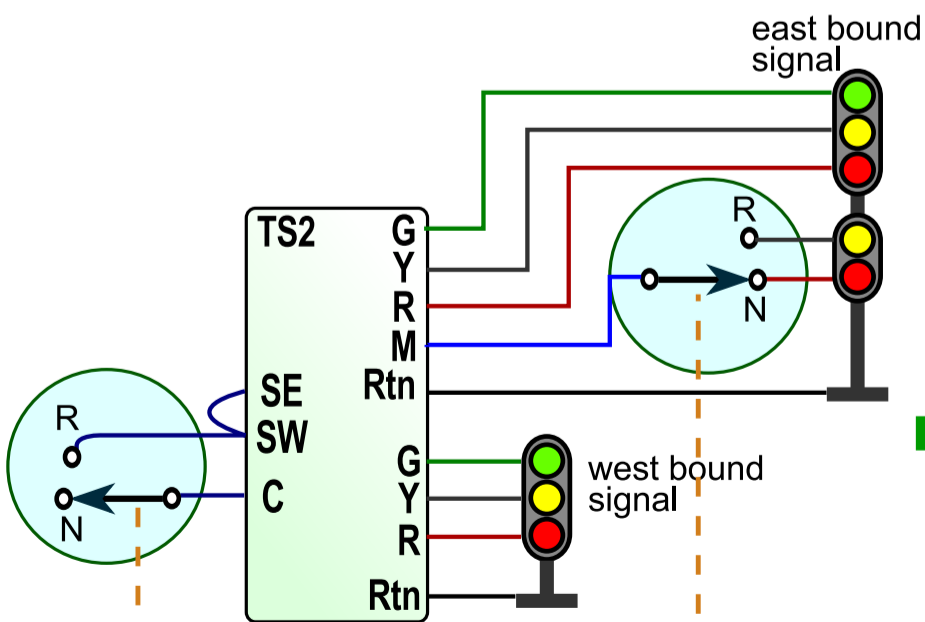 east bound
signal
TS2
G
Y
R
M
Rtn
R
N
SE
SW
C
R
N
G
Y
R
Rtn
west bound
signal